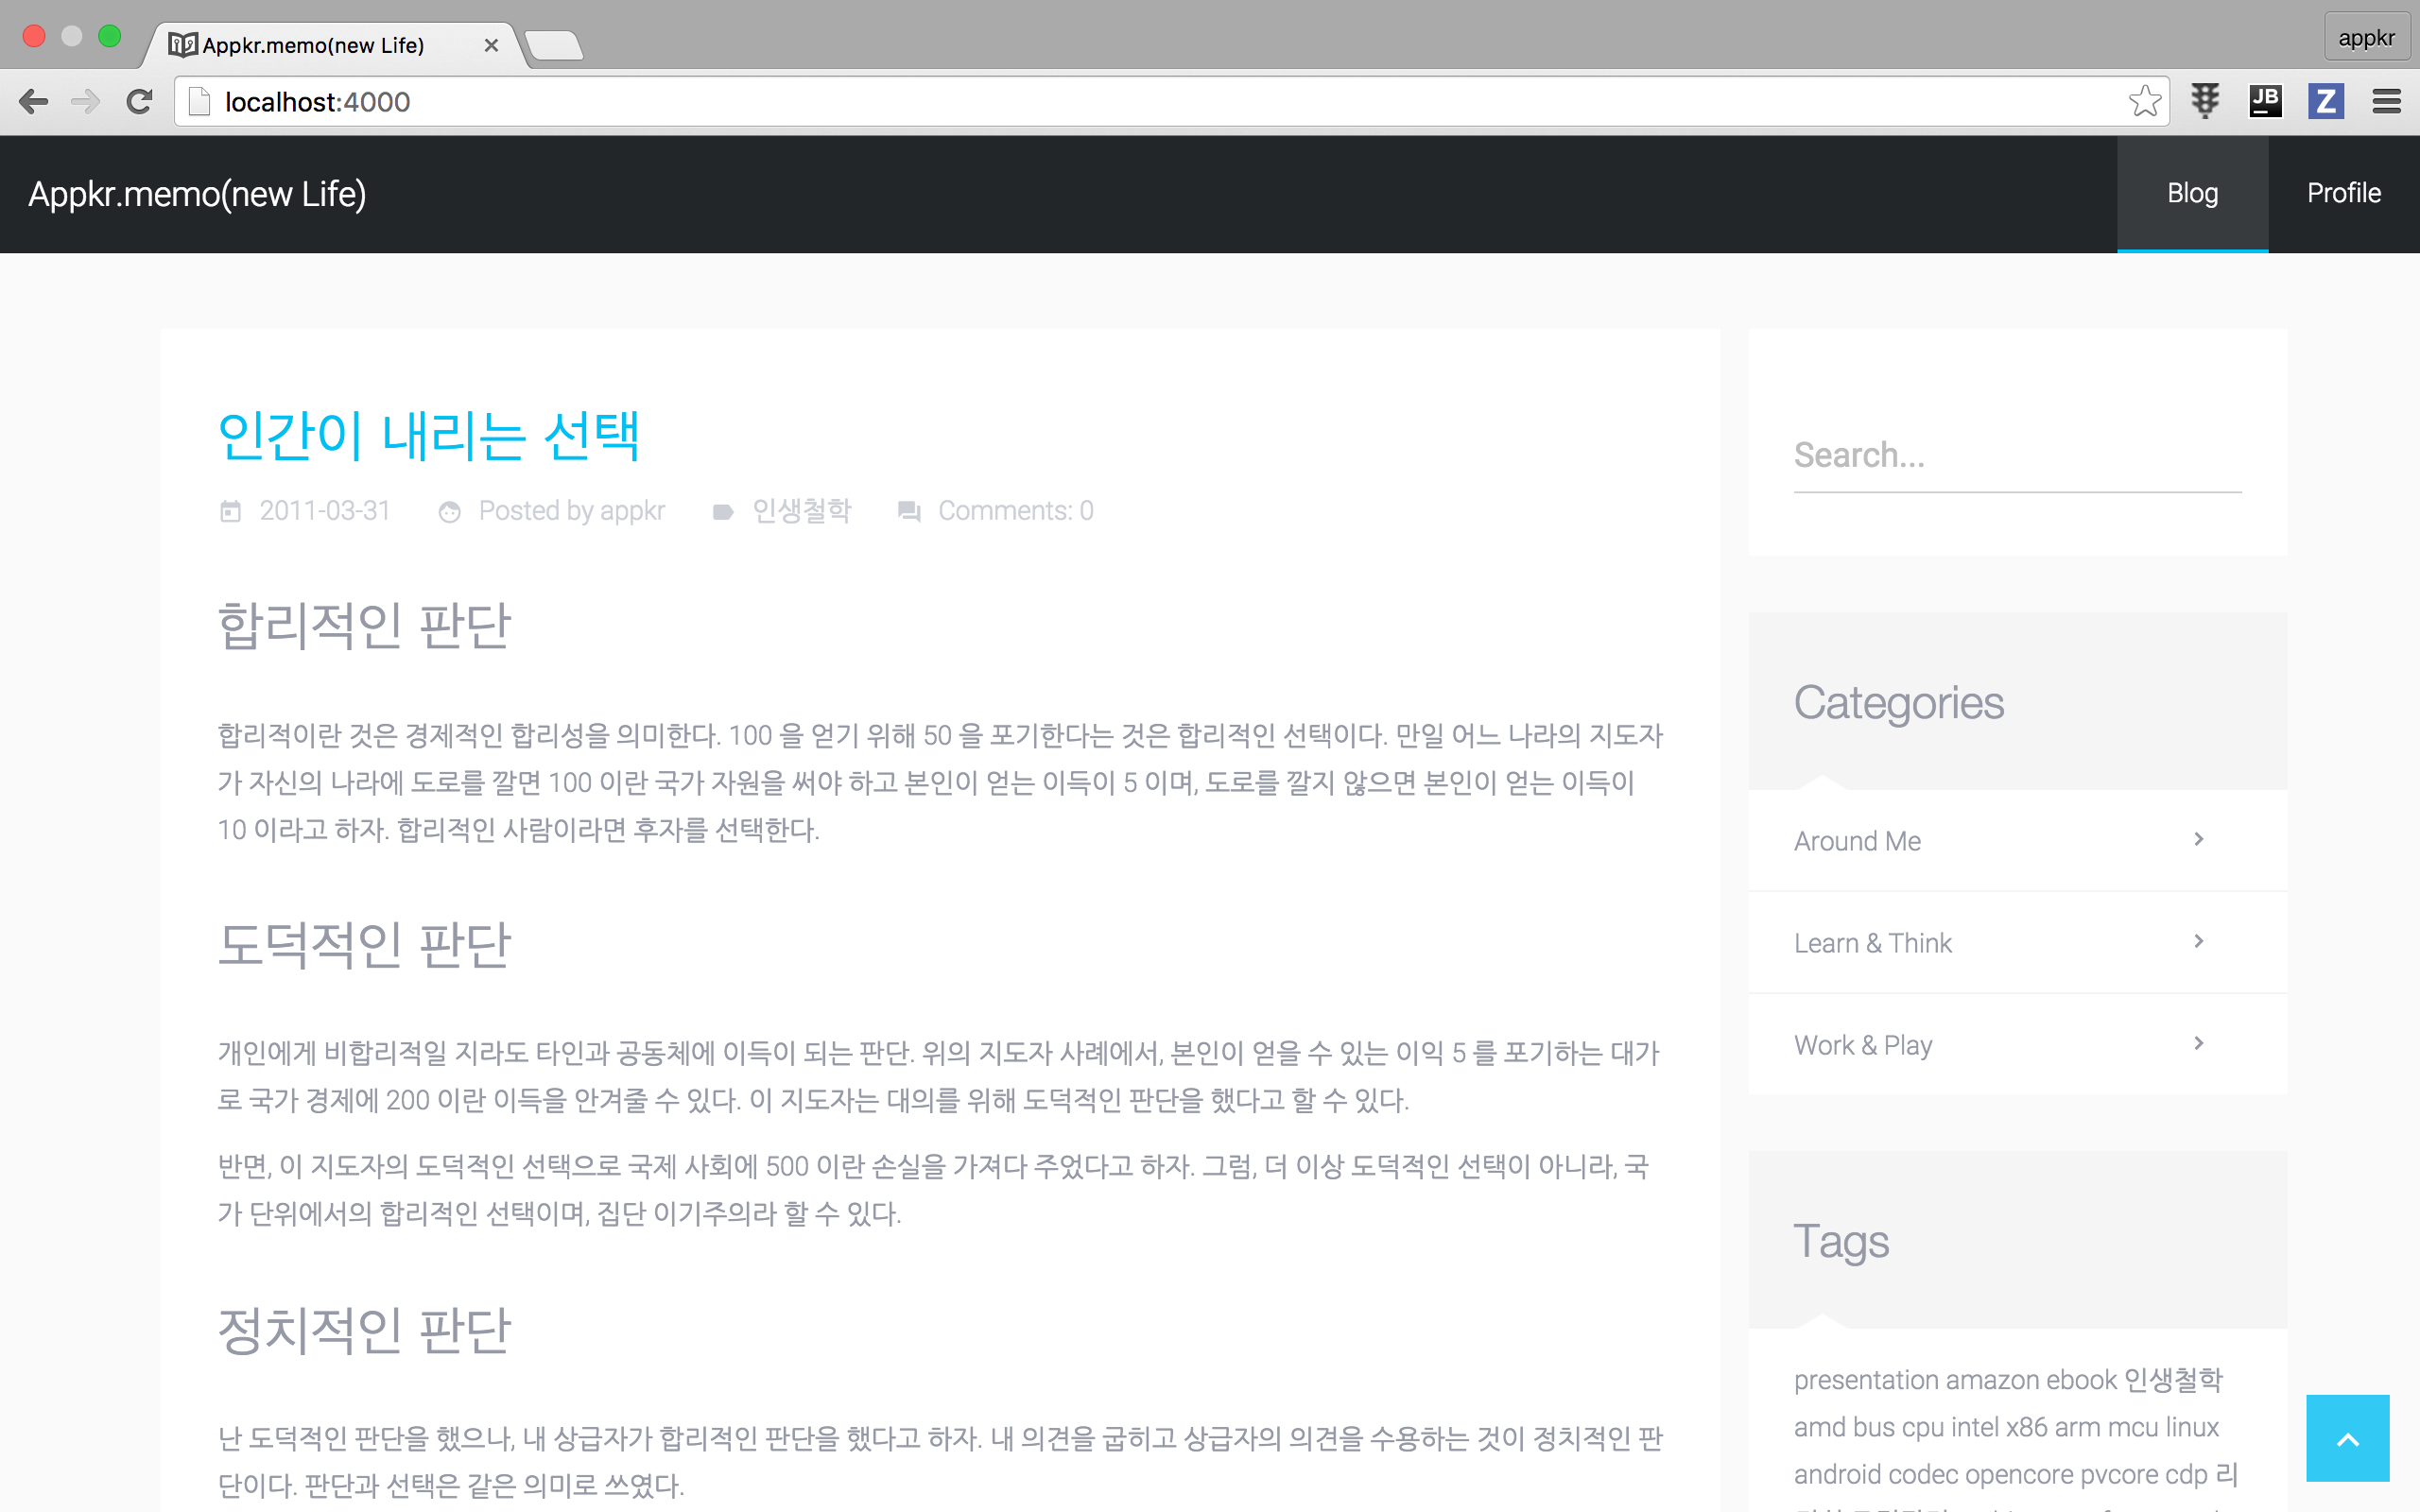 Appkr.memo(new Life)
appkr
localhost:4000
JB
Z
Appkr.memo(new Life)
Blog
Profile
인간이 내리는 선택
2011-03-31 Posted by appkr 인생철학 Comments: 0
합리적인 판단
합리적이란 것은 경제적인 합리성을 의미한다. 100 을 얻기 위해 50 을 포기한다는 것은 합리적인 선택이다. 만일 어느 나라의 지도자
가 자신의 나라에 도로를 깔면 100 이란 국가 자원을 써야 하고 본인이 얻는 이득이 5 이며, 도로를 깔지 않으면 본인이 얻는 이득이
10 이라고 하자. 합리적인 사람이라면 후자를 선택한다.
도덕적인 판단
개인에게 비합리적일 지라도 타인과 공동체에 이득이 되는 판단. 위의 지도자 사례에서, 본인이 얻을 수 있는 이익 5 를 포기하는 대가
로 국가 경제에 200 이란 이득을 안겨줄 수 있다. 이 지도자는 대의를 위해 도덕적인 판단을 했다고 할 수 있다.
반면, 이 지도자의 도덕적인 선택으로 국제 사회에 500 이란 손실을 가져다 주었다고 하자. 그럼, 더 이상 도덕적인 선택이 아니라, 국
가 단위에서의 합리적인 선택이며, 집단 이기주의라 할 수 있다.
정치적인 판단
난 도덕적인 판단을 했으나, 내 상급자가 합리적인 판단을 했다고 하자. 내 의견을 굽히고 상급자의 의견을 수용하는 것이 정치적인 판
단이다. 판단과 선택은 같은 의미로 쓰였다.
Search...
Categories
Around Me
Learn & Think
Work & Play
Tags
presentation amazon ebook 인생철학
amd bus cpu intel x86 arm mcu linux
android codec opencore pvcore cdp 리